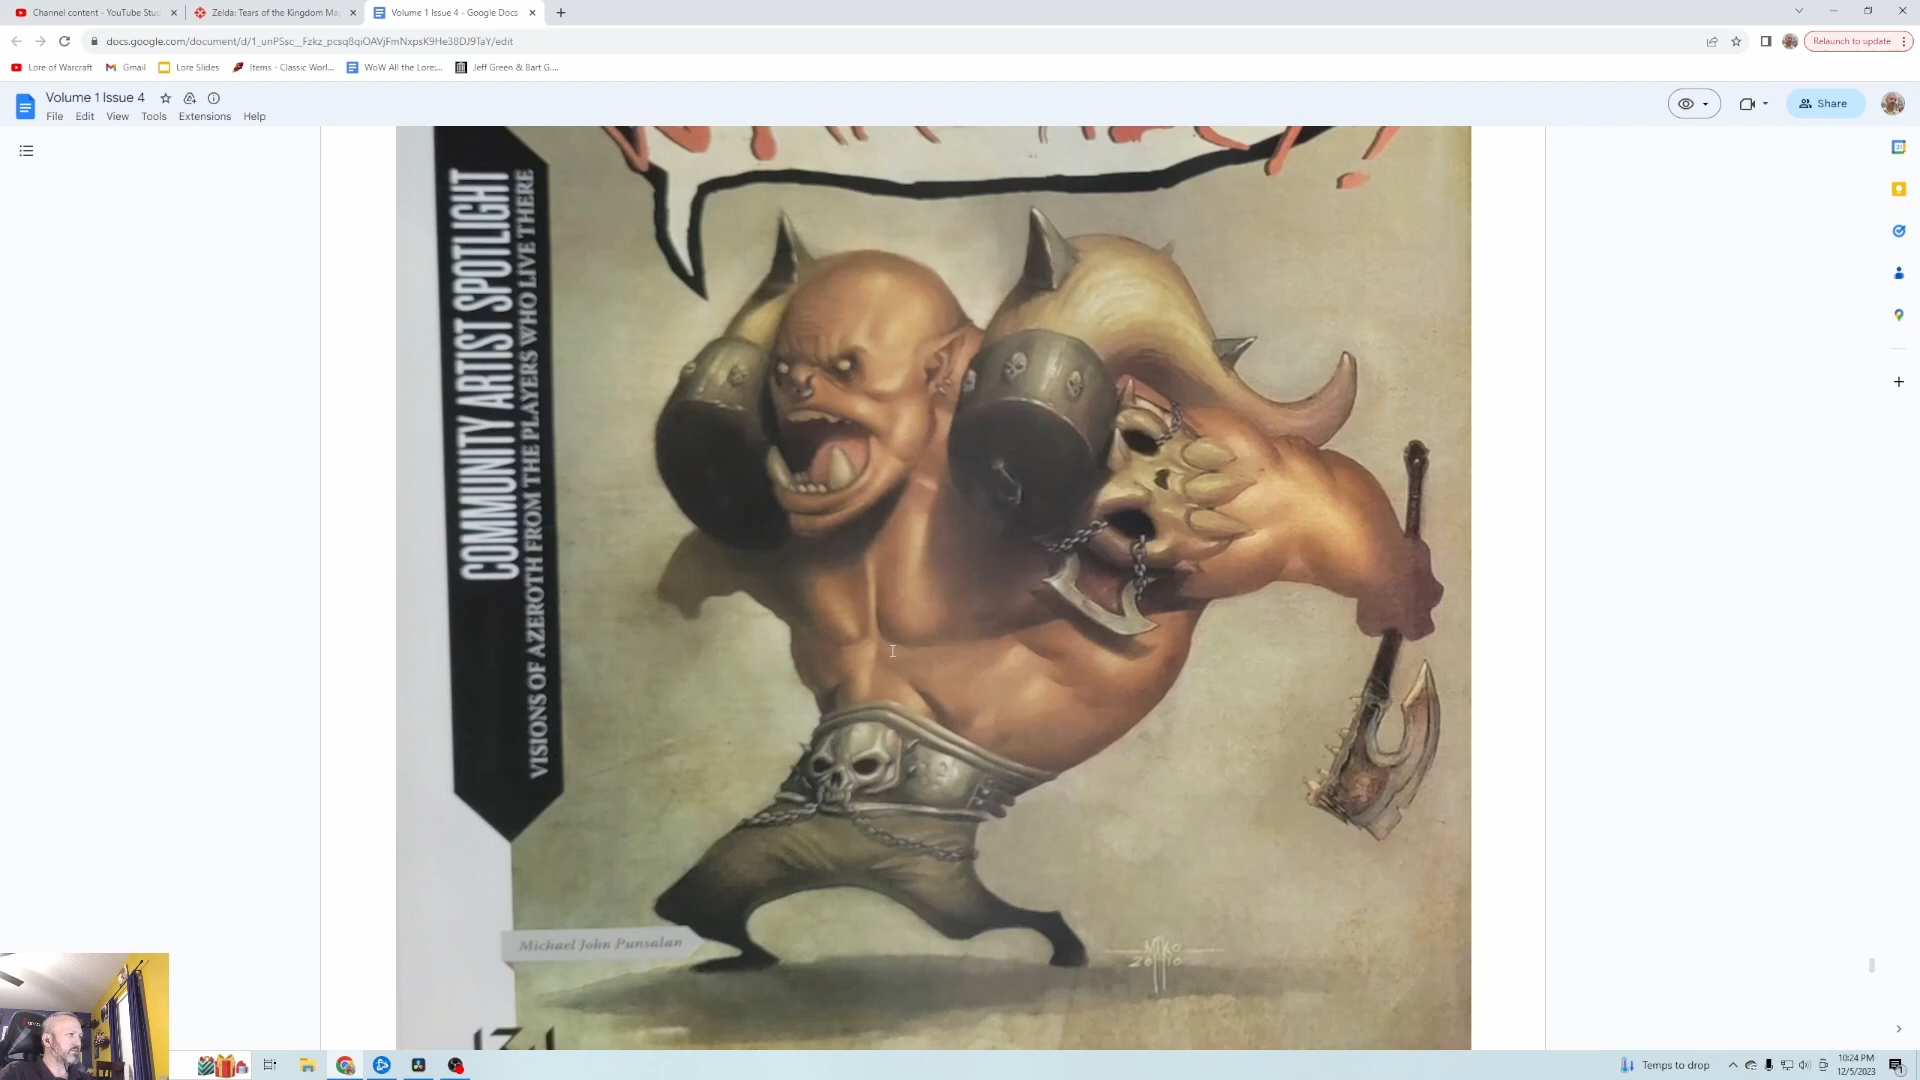 Channel content - YouTube Stu
Zelda: Tears of the Kingdom Ma
Volume 1 Issue 4 - Google Docs
docs.google.com/document/d/1_unPSsc__Fzkz_pcsq8qiOAVjFmNxpsK9He38DJ9TaY/edit
Relaunch to update
Lore of Warcraft
Gmail
Lore Slides
Items - Classic Worl...
WoW All the Lore:...
Jeff Green & Bart G....
Volume 1 Issue 4
Share
File Edit View Tools Extensions Help
COMMUNITY ARTIST SPOTLIGHT
VISIONS OF AZEROTH FROM THE PLAYERS WHO LIVE THERE
Michael John Punsalan
MIKO
2010
Temps to drop
10:24 PM
12/5/2023